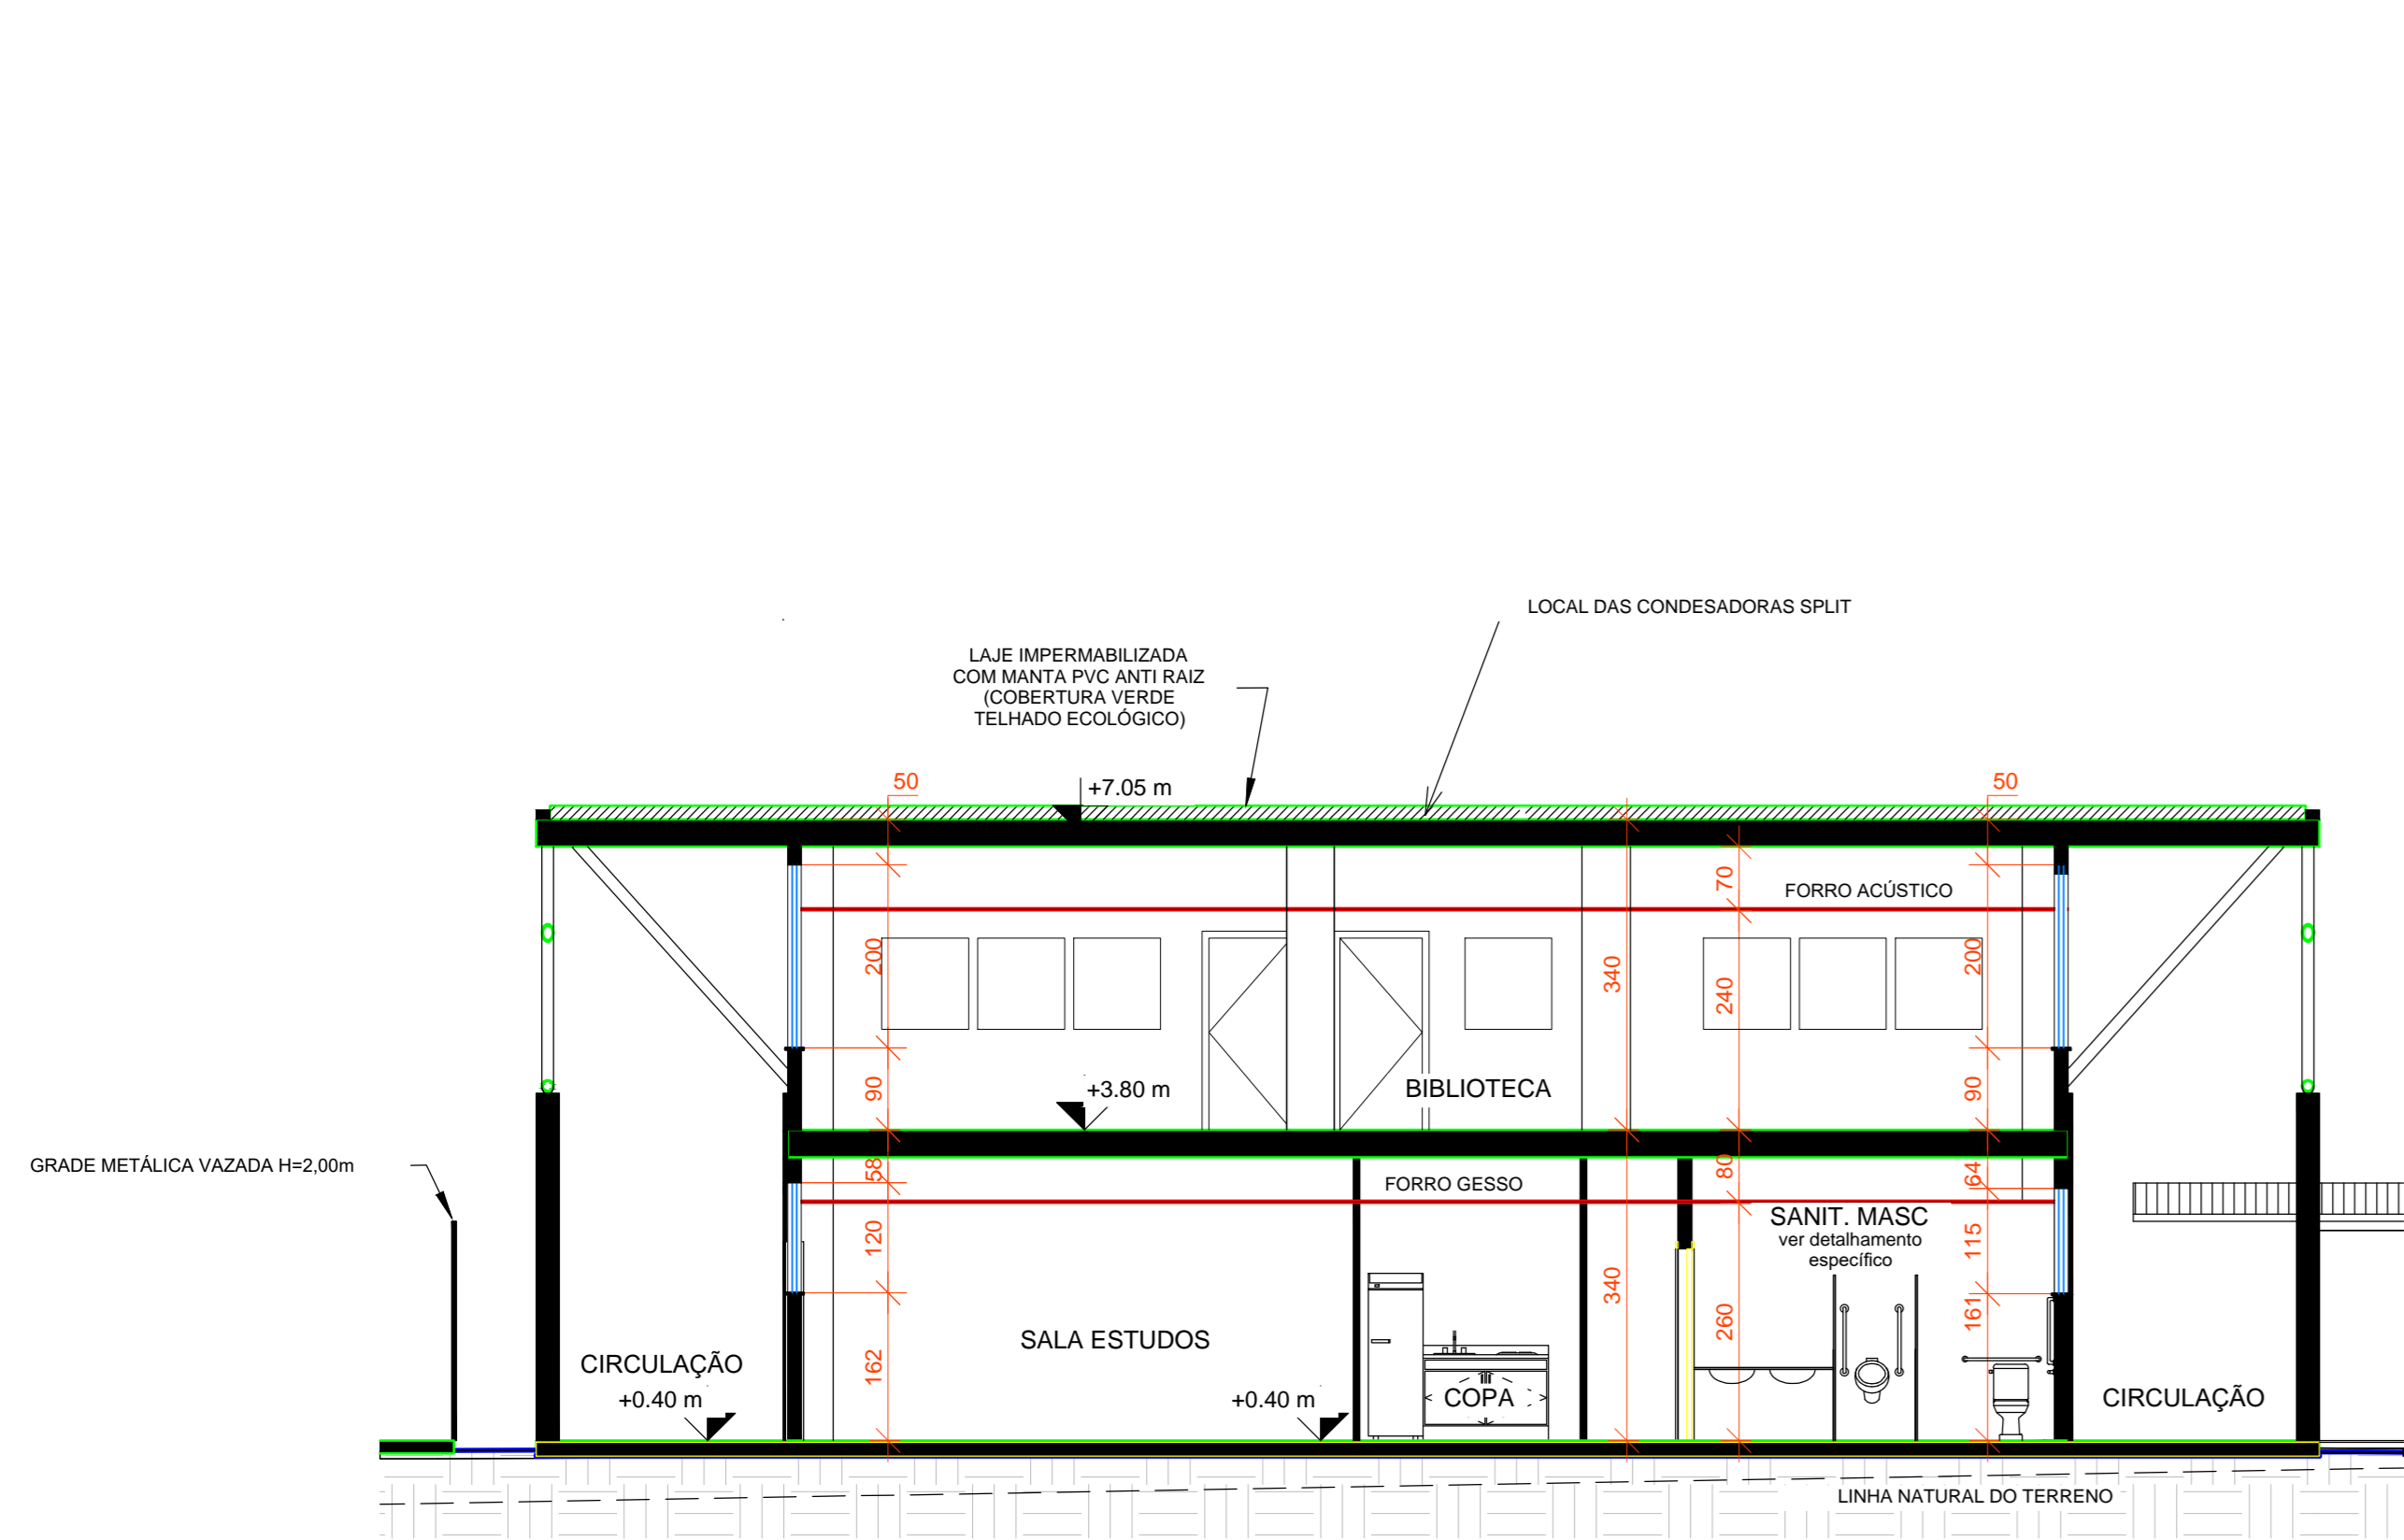 LOCAL DAS CONDESADORAS SPLIT
LAJE IMPERMABILIZADA
COM MANTA PVC ANTI RAIZ
(COBERTURA VERDE
TELHADO ECOLÓGICO)
50
+7.05 m
50
70
FORRO ACÚSTICO
200
340
240
200
90
+3.80 m
BIBLIOTECA
90
GRADE METÁLICA VAZADA H=2,00m
58
FORRO GESSO
80
64
SANIT. MASC
ver detalhamento
específico
120
115
340
260
161
SALA ESTUDOS
162
CIRCULAÇÃO
+0.40 m
+0.40 m
COPA
CIRCULAÇÃO
LINHA NATURAL DO TERRENO